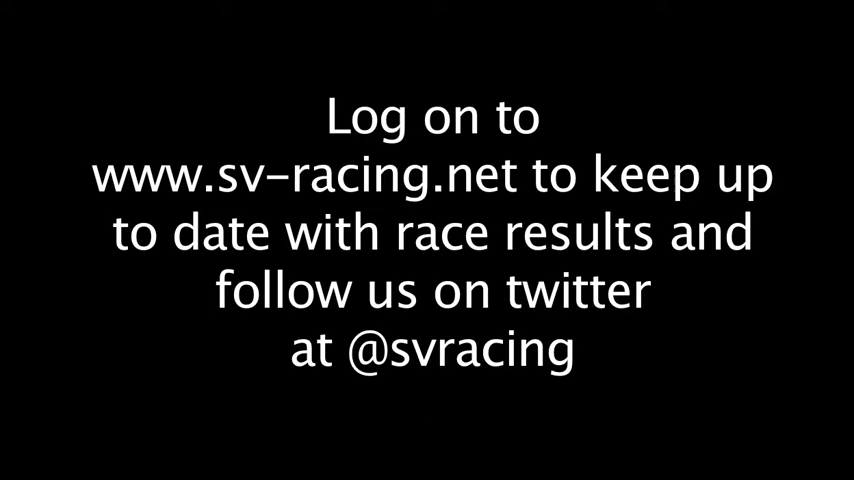 Log on to
www.sv-racing.net to keep up
to date with race results and
follow us on twitter
at @svracing